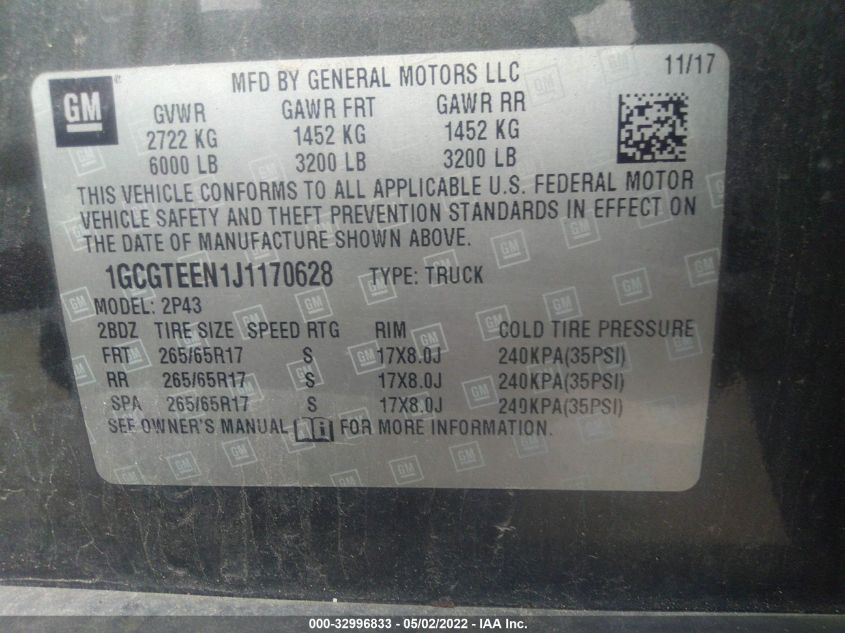 GM
MFD BY GENERAL MOTORS LLC 11/17
GVWR GAWR FRT GAWR RR
2722 KG 1452 KG 1452 KG
6000 LB 3200 LB 3200 LB
THIS VEHICLE CONFORMS TO ALL APPLICABLE U.S. FEDERAL MOTOR
VEHICLE SAFETY AND THEFT PREVENTION STANDARDS IN EFFECT ON
THE DATE OF MANUFACTURE SHOWN ABOVE.
1GCGTEEN1J1170628 TYPE: TRUCK
MODEL: 2P43
2BDZ TIRE SIZE SPEED RTG RIM COLD TIRE PRESSURE
FRT 265/65R17 S 17X8.0J 240KPA(35PSI)
RR 265/65R17 S 17X8.0J 240KPA(35PSI)
SPA 265/65R17 S 17X8.0J 240KPA(35PSI)
SEE OWNER'S MANUAL FOR MORE INFORMATION.
000-32996833 - 05/02/2022 - IAA Inc.